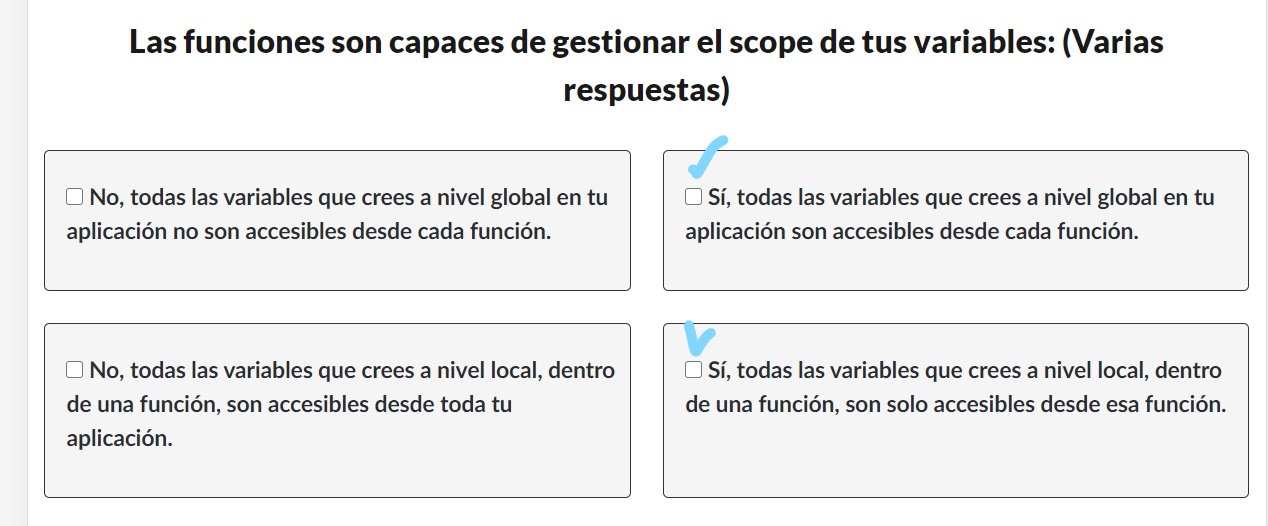 Las funciones son capaces de gestionar el scope de tus variables: (Varias
respuestas)
No, todas las variables que crees a nivel global en tu
aplicación no son accesibles desde cada función.
Sí, todas las variables que crees a nivel global en tu
aplicación son accesibles desde cada función.
No, todas las variables que crees a nivel local, dentro
de una función, son accesibles desde toda tu
aplicación.
Sí, todas las variables que crees a nivel local, dentro
de una función, son solo accesibles desde esa función.